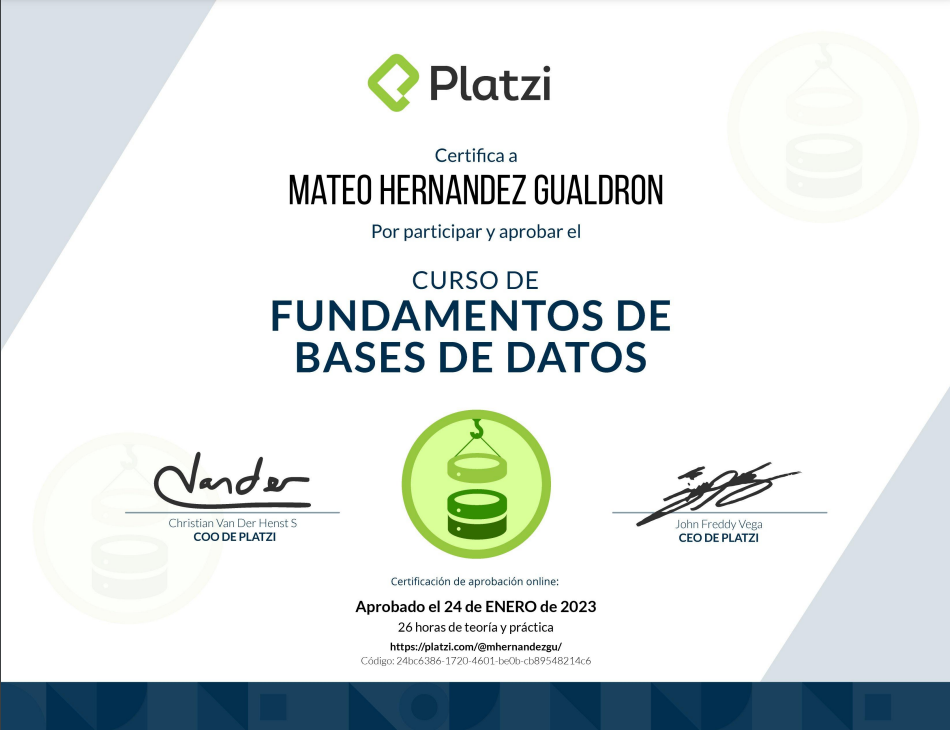 Platzi
Certifica a
MATEO HERNANDEZ GUALDRON
Por participar y aprobar el
CURSO DE
FUNDAMENTOS DE
BASES DE DATOS
Vander
Christian Van Der Henst S
COO DE PLATZI
John Freddy Vega
CEO DE PLATZI
Certificación de aprobación online:
Aprobado el 24 de ENERO de 2023
26 horas de teoría y práctica
https://platzi.com/@mhernandezgu/
Código: 24bc6386-1720-4601-be0b-cb89548214c6